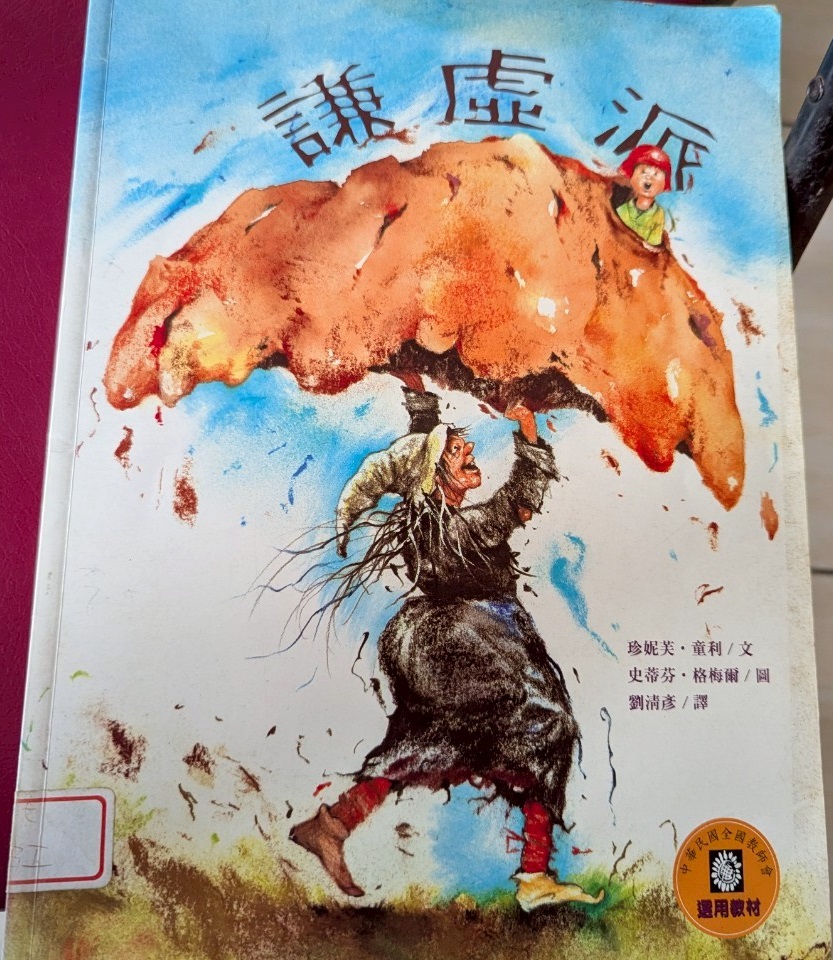 謙虛派
珍妮芙・童利/文
史蒂芬・格梅爾/圖
劉清彥/譯
中華民國全國教師會
選用教材